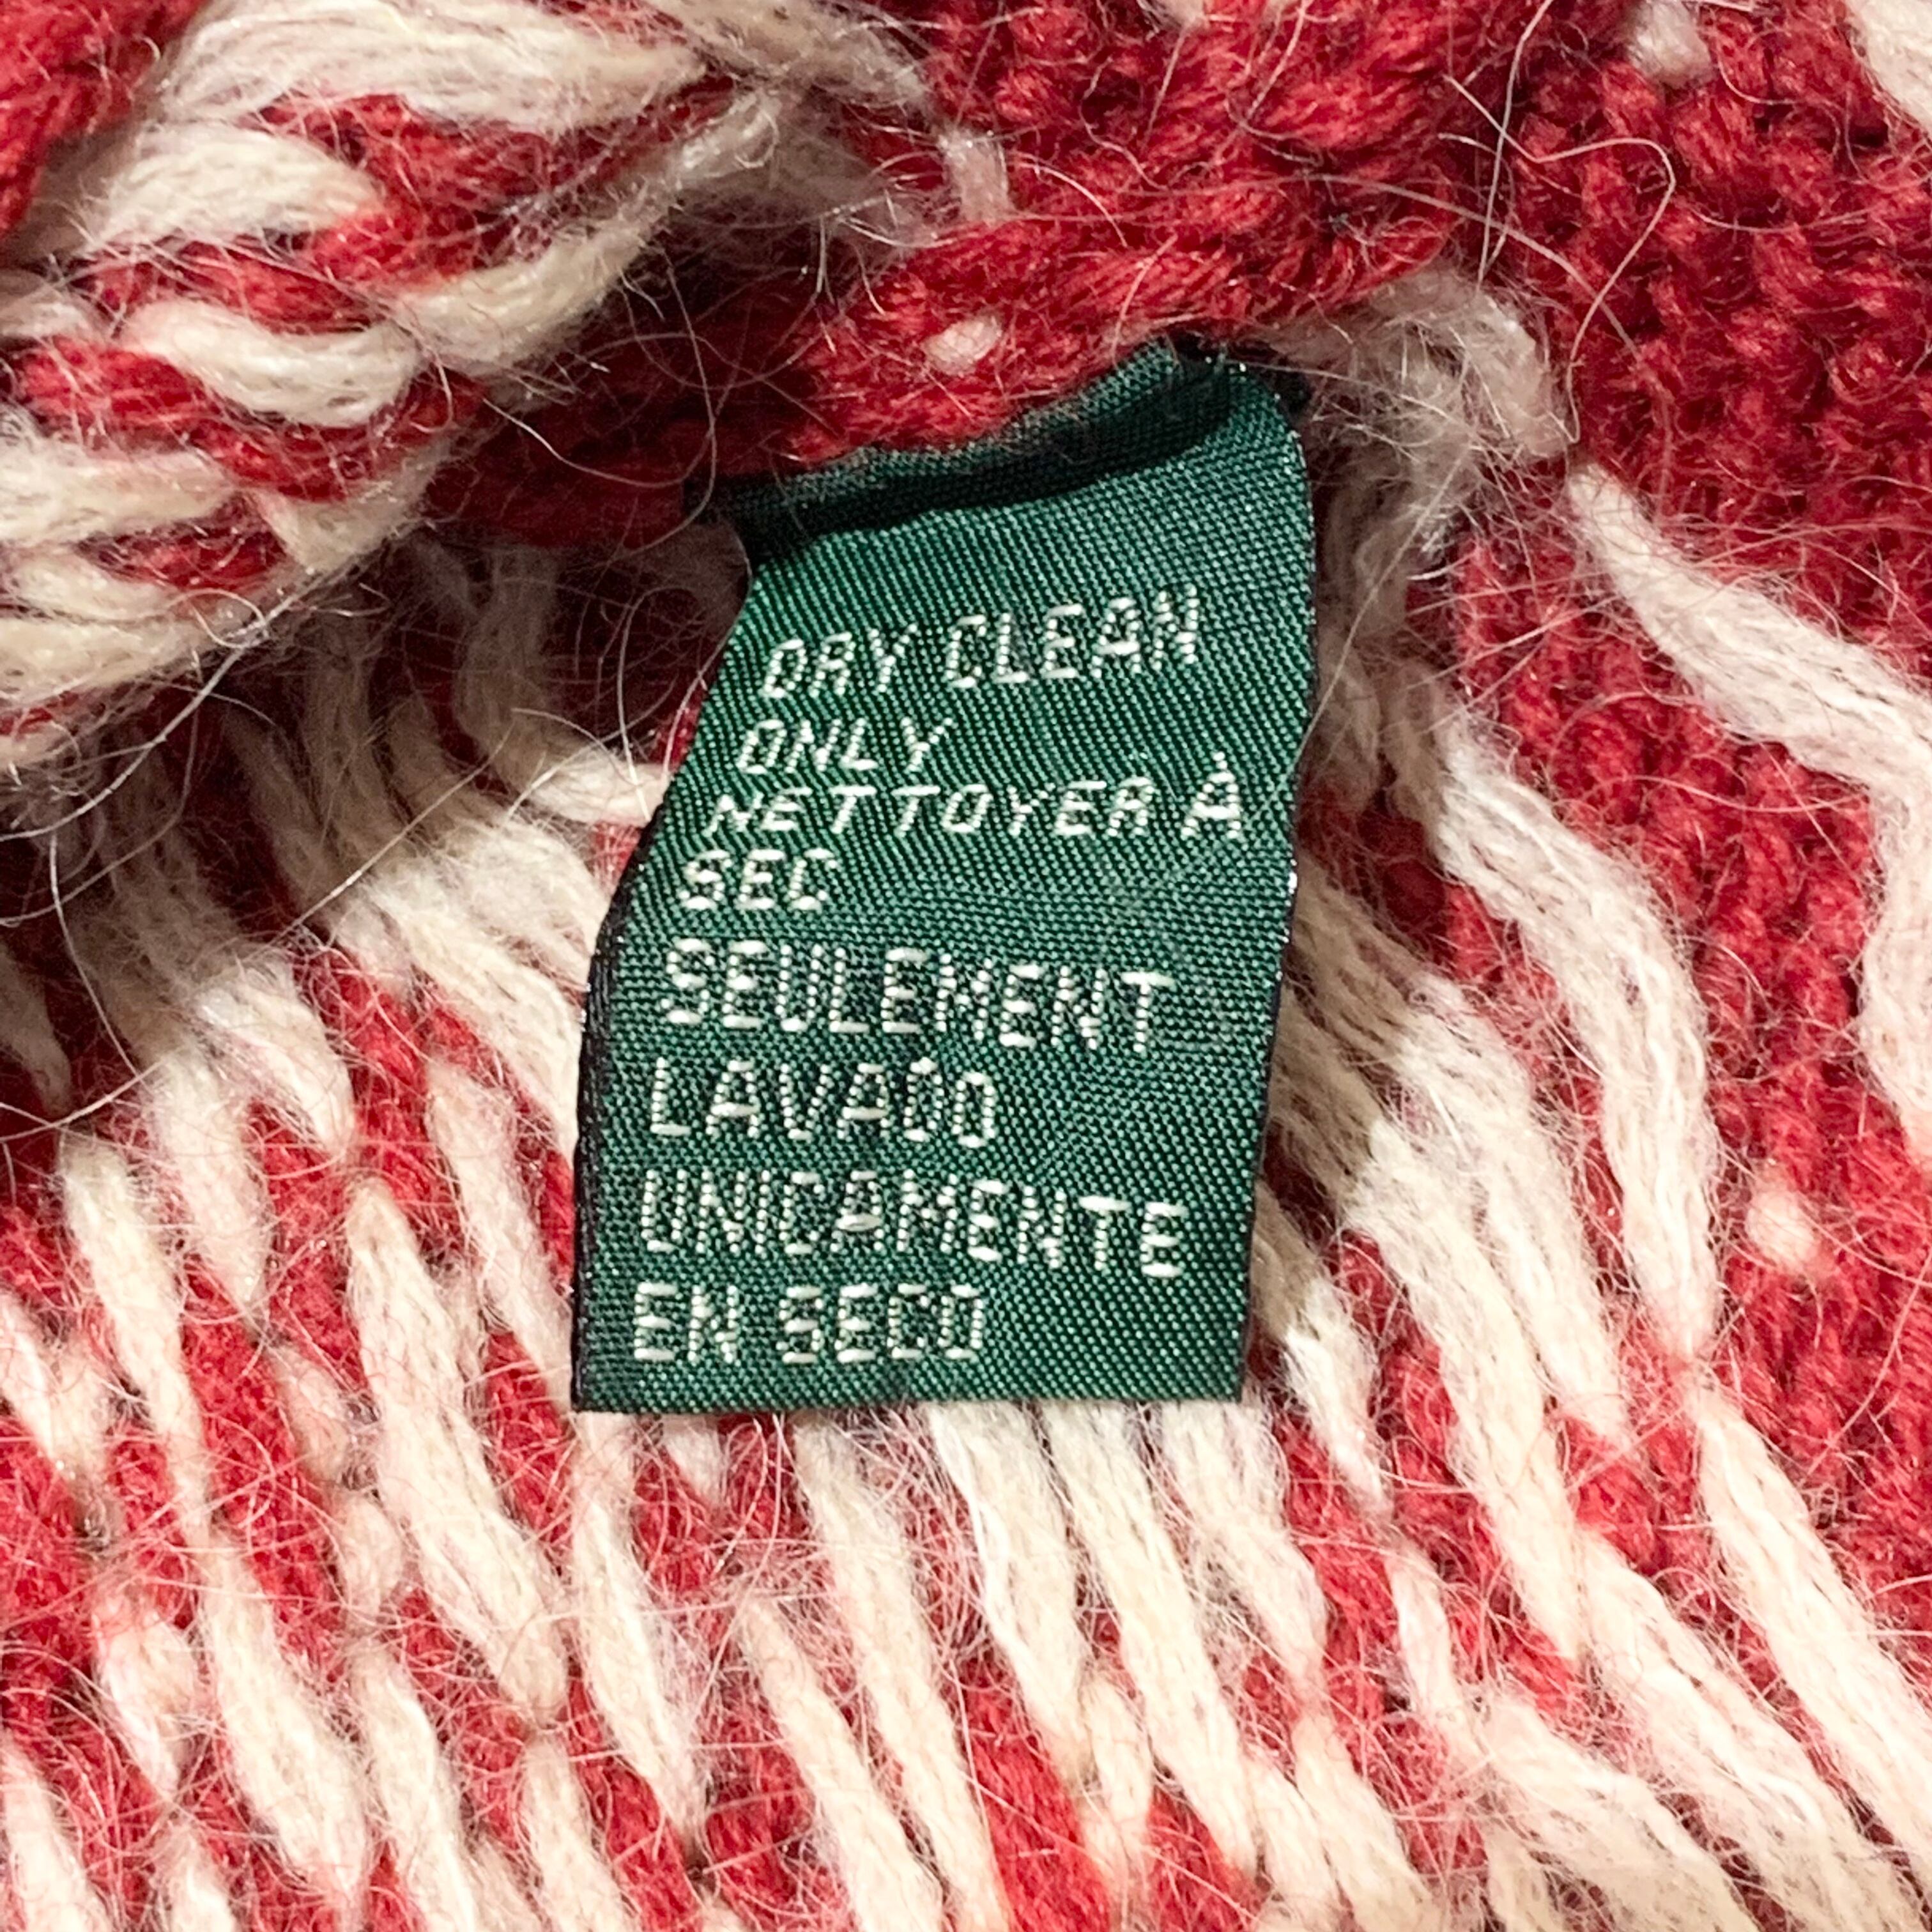 DRY CLEAN
ONLY
NETTOYER À
SEC
SEULEMENT
LAVADO
UNICAMENTE
EN SECO